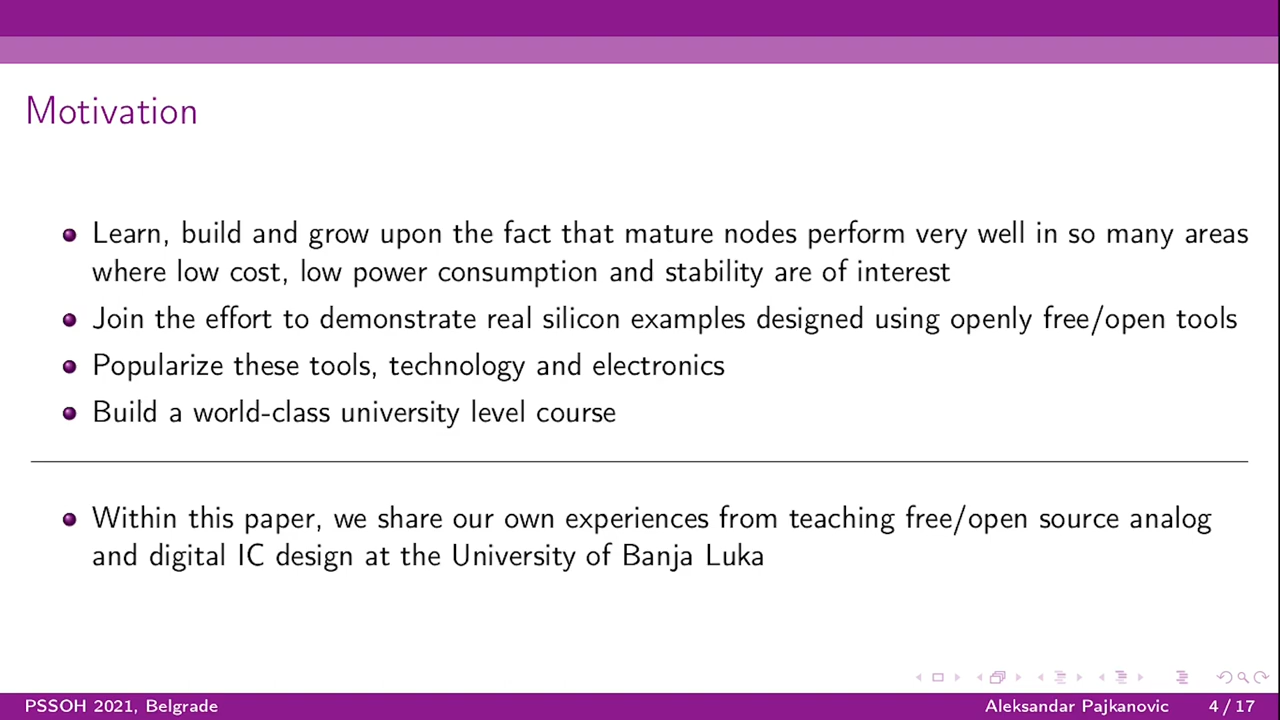 Motivation
Learn, build and grow upon the fact that mature nodes perform very well in so many areas
where low cost, low power consumption and stability are of interest
Join the effort to demonstrate real silicon examples designed using openly free/open tools
Popularize these tools, technology and electronics
Build a world-class university level course
Within this paper, we share our own experiences from teaching free/open source analog
and digital IC design at the University of Banja Luka
PSSOH 2021, Belgrade
Aleksandar Pajkanovic
4 / 17